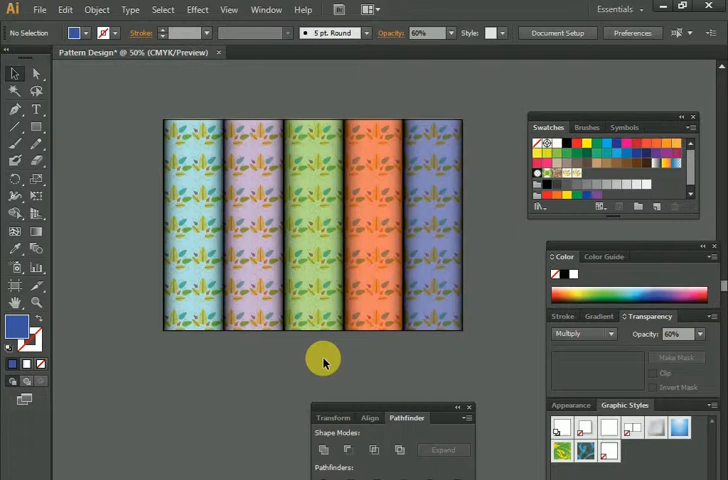 Ai File Edit Object Type Select Effect View Window Help Br Essentials
No Selection Stroke: 5 pt. Round Opacity: 60% Style: Document Setup Preferences
Pattern Design* @ 50% (CMYK/Preview) ×
Swatches Brushes Symbols
Color Color Guide
Stroke Gradient Transparency
Multiply Opacity: 60%
Make Mask
Clip
Invert Mask
Transform Align Pathfinder
Shape Modes:
Expand
Pathfinders:
Appearance Graphic Styles